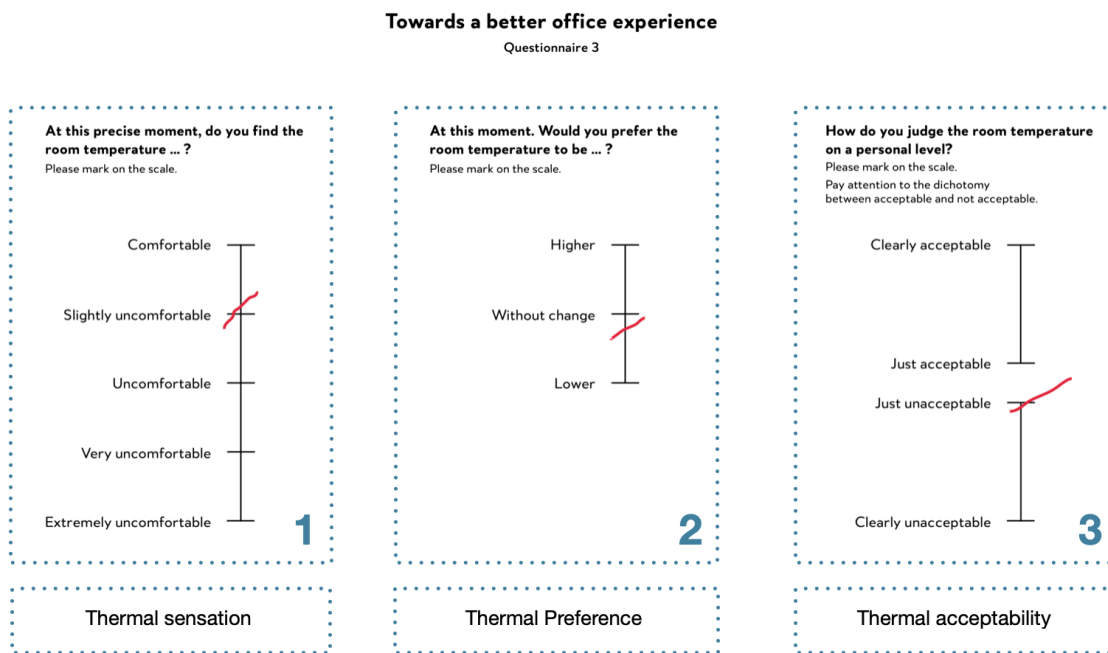 Towards a better office experience
Questionnaire 3
At this precise moment, do you find the
room temperature ... ?
Please mark on the scale.
Comfortable
Slightly uncomfortable
Uncomfortable
Very uncomfortable
Extremely uncomfortable
1
Thermal sensation
At this moment. Would you prefer the
room temperature to be ... ?
Please mark on the scale.
Higher
Without change
Lower
2
Thermal Preference
How do you judge the room temperature
on a personal level?
Please mark on the scale.
Pay attention to the dichotomy
between acceptable and not acceptable.
Clearly acceptable
Just acceptable
Just unacceptable
Clearly unacceptable
3
Thermal acceptability